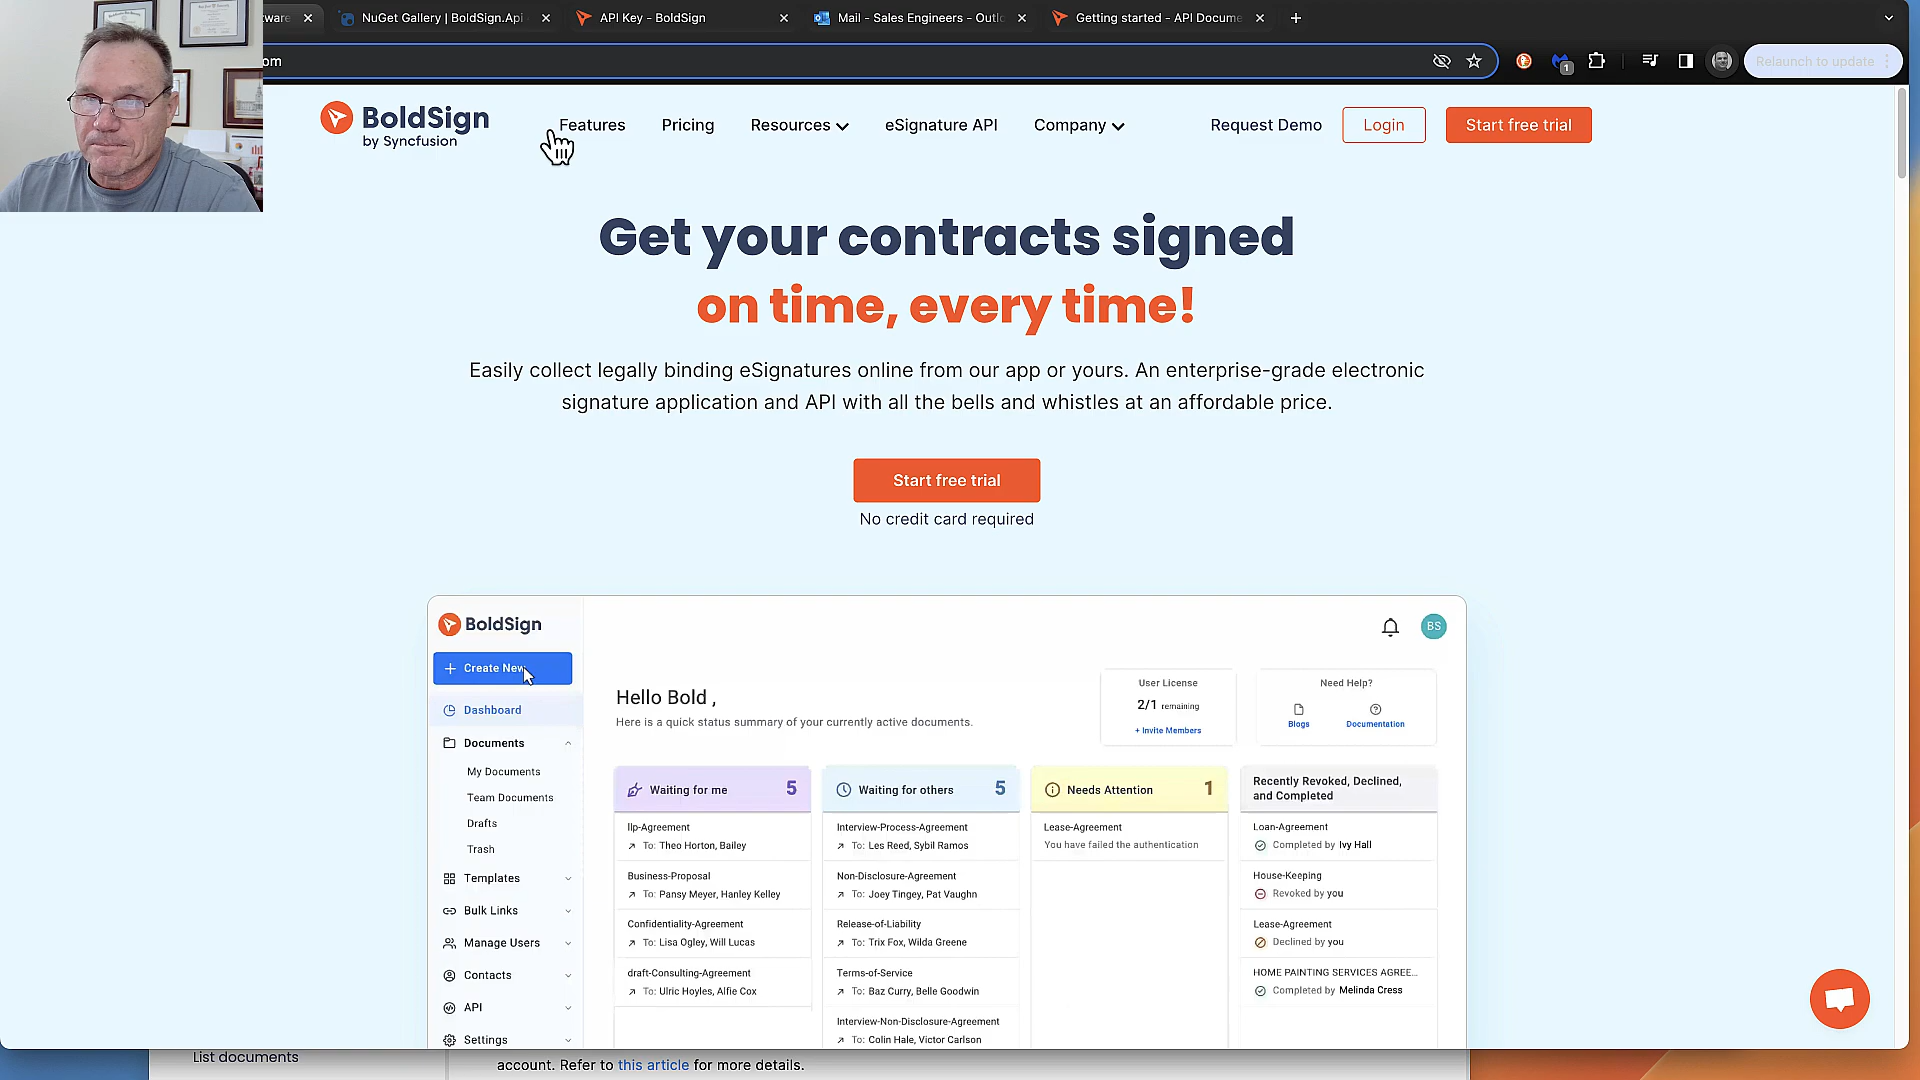 tware
NuGet Gallery | BoldSign.Api
API Key - BoldSign
Mail - Sales Engineers - Outlo
Getting started - API Docume
om
1
Relaunch to update
BoldSign
by Syncfusion
Features
Pricing
Resources
eSignature API
Company
Request Demo
Login
Start free trial
Get your contracts signed
on time, every time!
Easily collect legally binding eSignatures online from our app or yours. An enterprise-grade electronic
signature application and API with all the bells and whistles at an affordable price.
Start free trial
No credit card required
BoldSign
BS
Create New
Dashboard
Documents
My Documents
Team Documents
Drafts
Trash
Templates
Bulk Links
Manage Users
Contacts
API
Settings
Hello Bold ,
Here is a quick status summary of your currently active documents.
User License
2/1 remaining
+ Invite Members
Need Help?
Blogs
Documentation
Waiting for me 5
llp-Agreement
To: Theo Horton, Bailey
Business-Proposal
To: Pansy Meyer, Hanley Kelley
Confidentiality-Agreement
To: Lisa Ogley, Will Lucas
draft-Consulting-Agreement
To: Ulric Hoyles, Alfie Cox
Waiting for others 5
Interview-Process-Agreement
To: Les Reed, Sybil Ramos
Non-Disclosure-Agreement
To: Joey Tingey, Pat Vaughn
Release-of-Liability
To: Trix Fox, Wilda Greene
Terms-of-Service
To: Baz Curry, Belle Goodwin
Interview-Non-Disclosure-Agreement
To: Colin Hale, Victor Carlson
Needs Attention 1
Lease-Agreement
You have failed the authentication
Recently Revoked, Declined,
and Completed
Loan-Agreement
Completed by Ivy Hall
House-Keeping
Revoked by you
Lease-Agreement
Declined by you
HOME PAINTING SERVICES AGREE...
Completed by Melinda Cress
List documents
account. Refer to this article for more details.